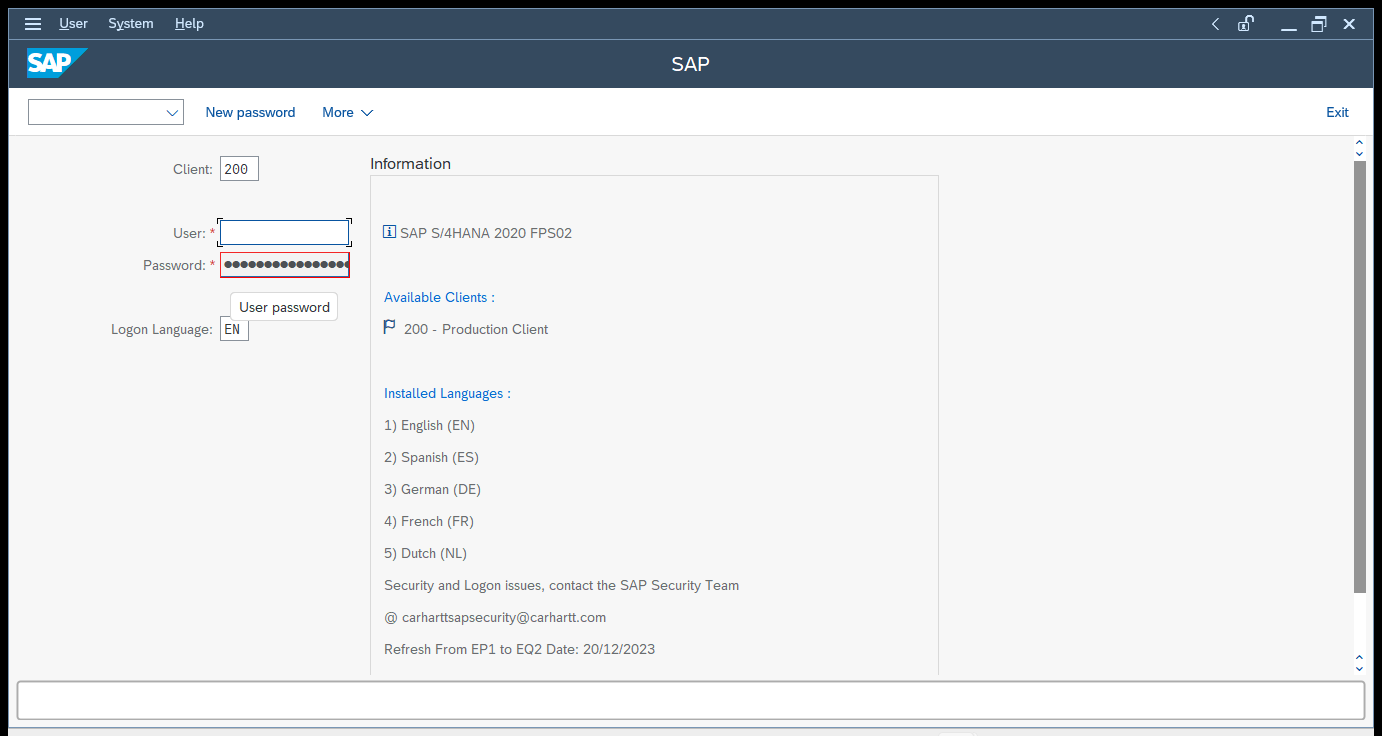 User System Help
SAP SAP
New password More Exit
Client: 200
Information
User: *
SAP S/4HANA 2020 FPS02
Password: *
User password
Available Clients :
Logon Language: EN
200 - Production Client
Installed Languages :
1) English (EN)
2) Spanish (ES)
3) German (DE)
4) French (FR)
5) Dutch (NL)
Security and Logon issues, contact the SAP Security Team
@ carharttsapsecurity@carhartt.com
Refresh From EP1 to EQ2 Date: 20/12/2023